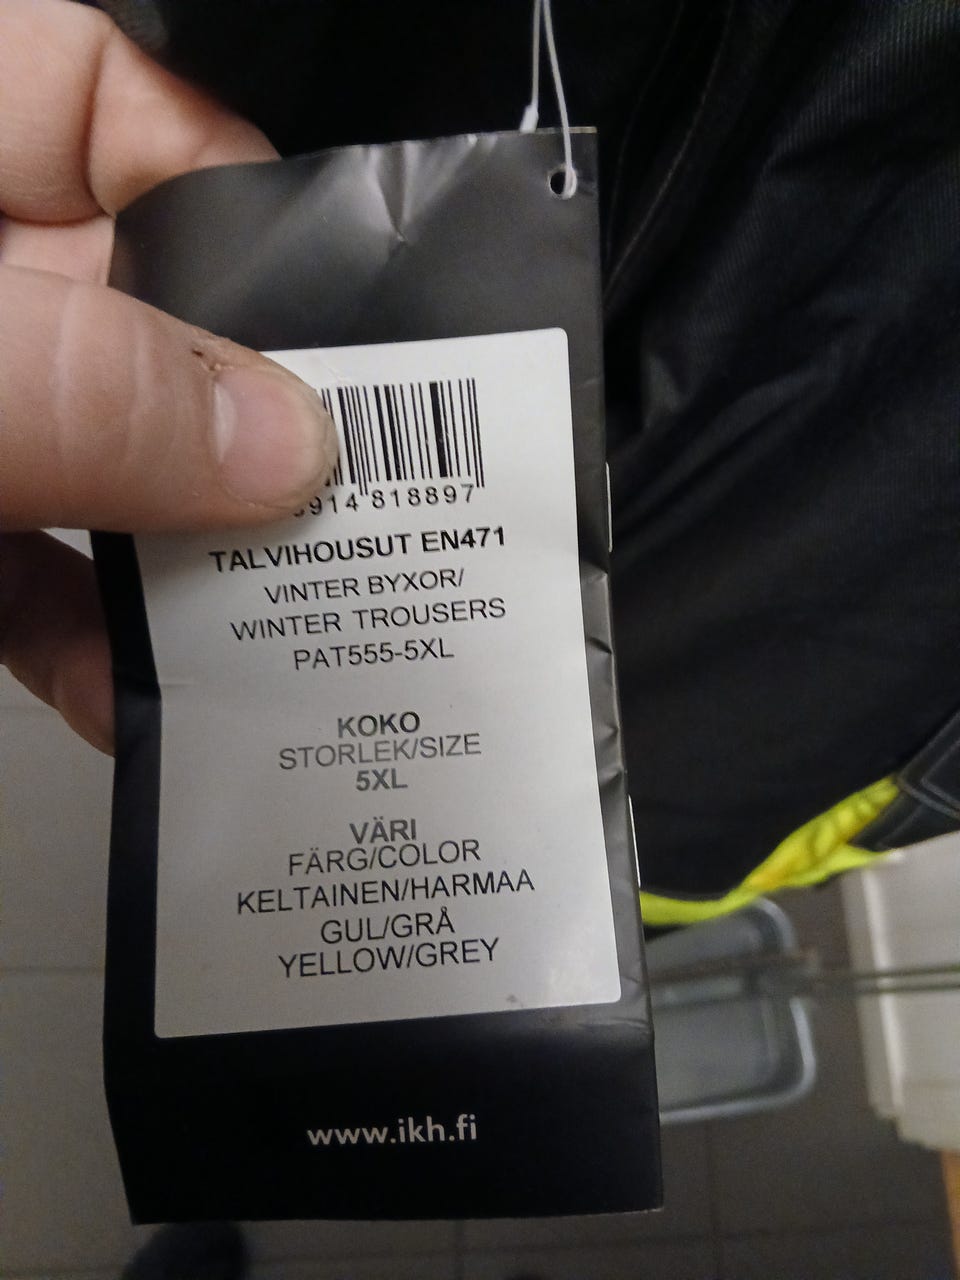 914 818897
TALVIHOUSUT EN471
VINTER BYXOR/
WINTER TROUSERS
PAT555-5XL
KOKO
STORLEK/SIZE
5XL
VÄRI
FÄRG/COLOR
KELTAINEN/HARMAA
GUL/GRÅ
YELLOW/GREY
www.ikh.fi